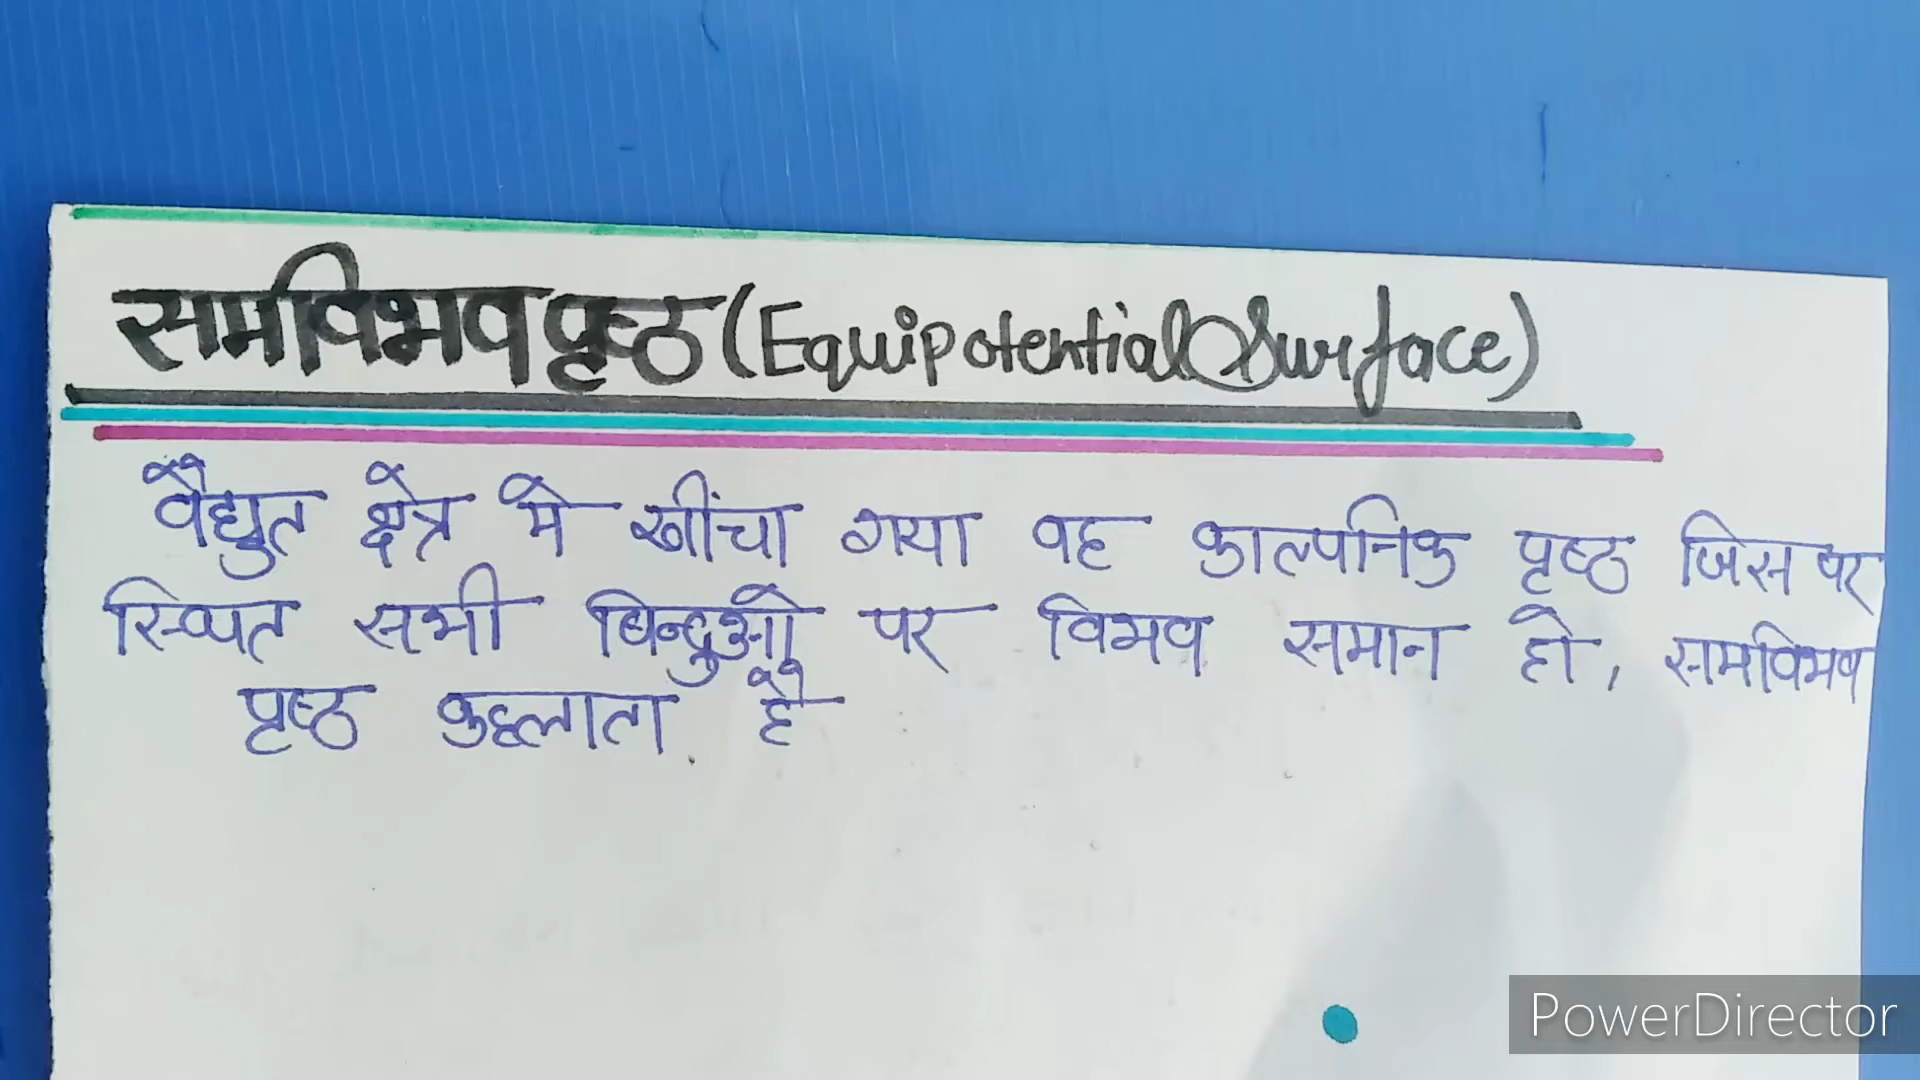 समविभव पृष्ठ (Equipotential Surface)
वैद्युत क्षेत्र मे खींचा गया वह काल्पनिक पृष्ठ जिस पर
स्थित सभी बिन्दुओ पर विभव समान हो, समविभव
पृष्ठ कहलाता है
PowerDirector